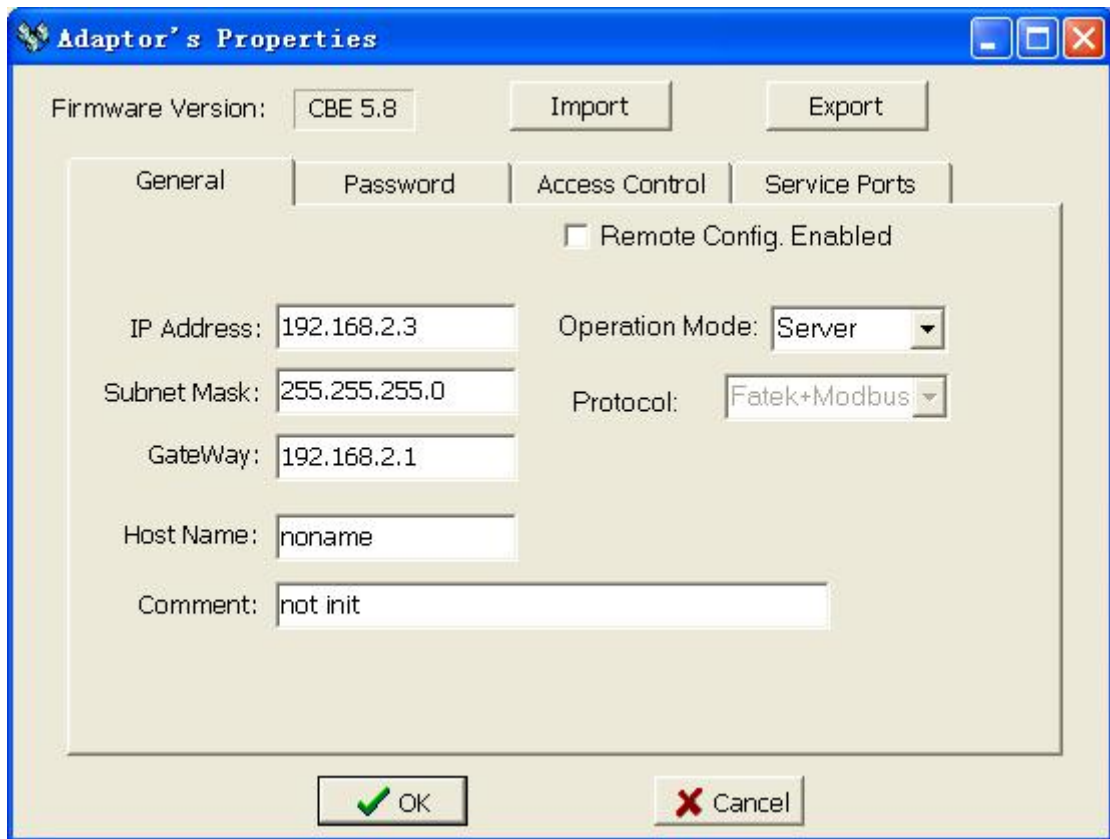 Adaptor's Properties
Firmware Version: CBE 5.8 Import Export
General Password Access Control Service Ports
Remote Config. Enabled
IP Address: 192.168.2.3 Operation Mode: Server
Subnet Mask: 255.255.255.0 Protocol: Fatek+Modbus
GateWay: 192.168.2.1
Host Name: noname
Comment: not init
OK Cancel